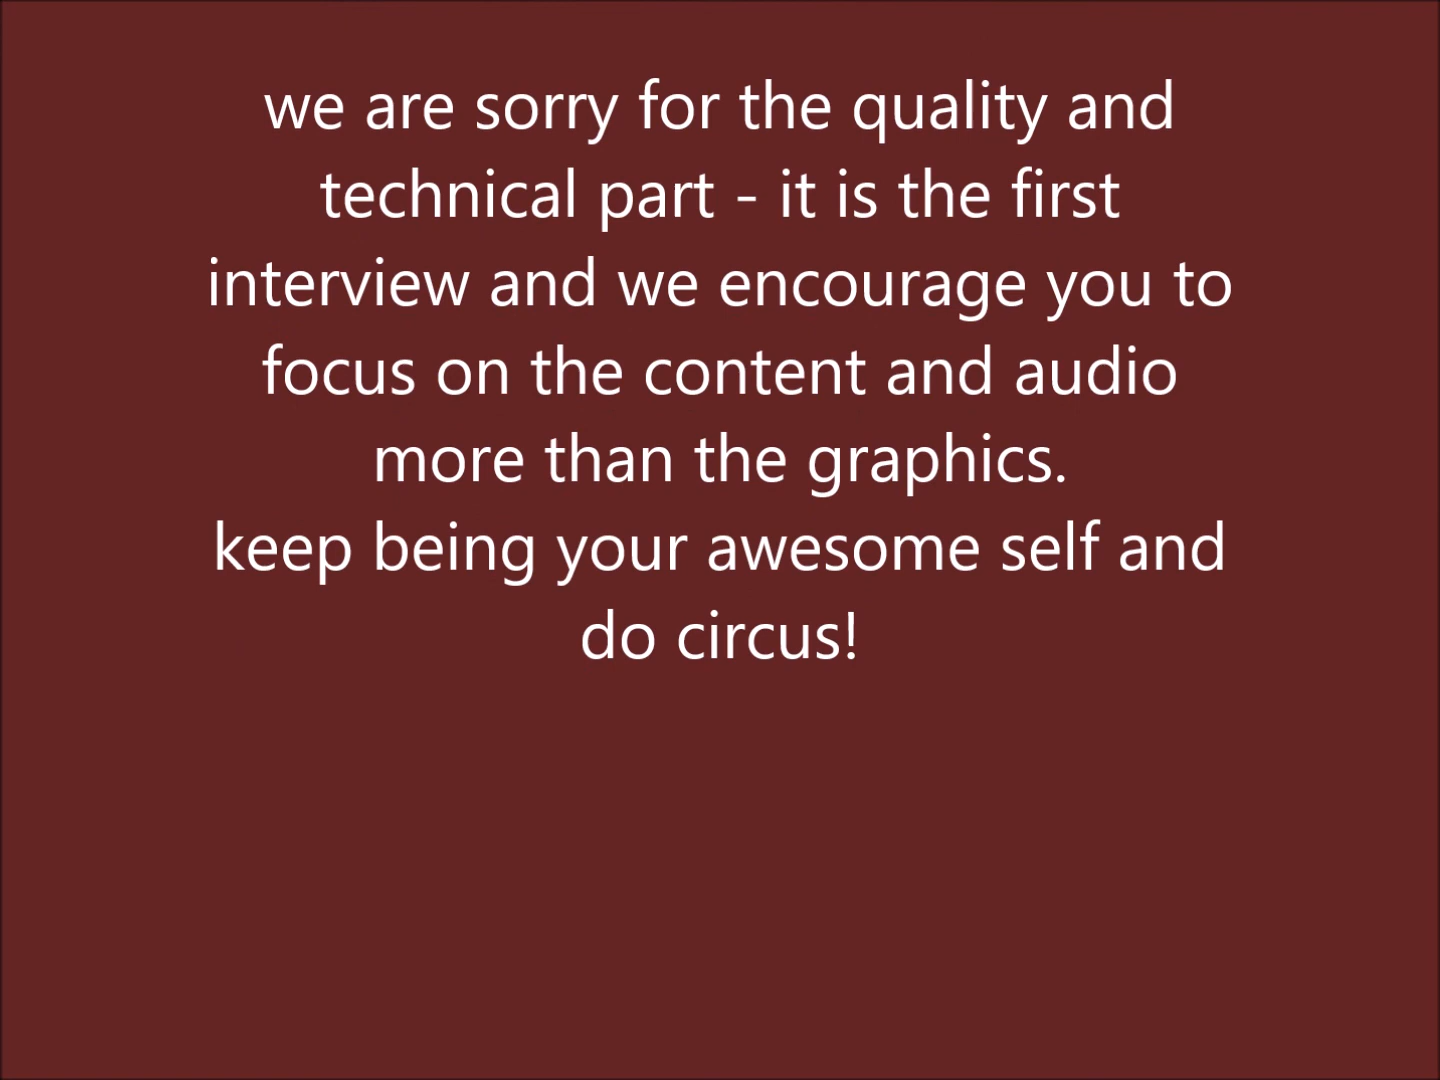 we are sorry for the quality and
technical part - it is the first
interview and we encourage you to
focus on the content and audio
more than the graphics.
keep being your awesome self and
do circus!